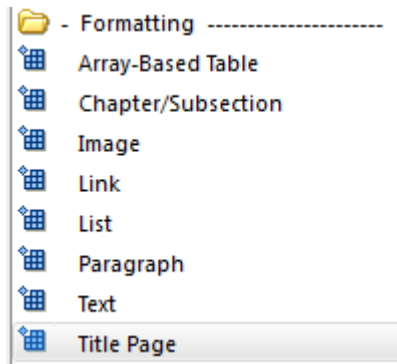 - Formatting ----------------------
Array-Based Table
Chapter/Subsection
Image
Link
List
Paragraph
Text
Title Page